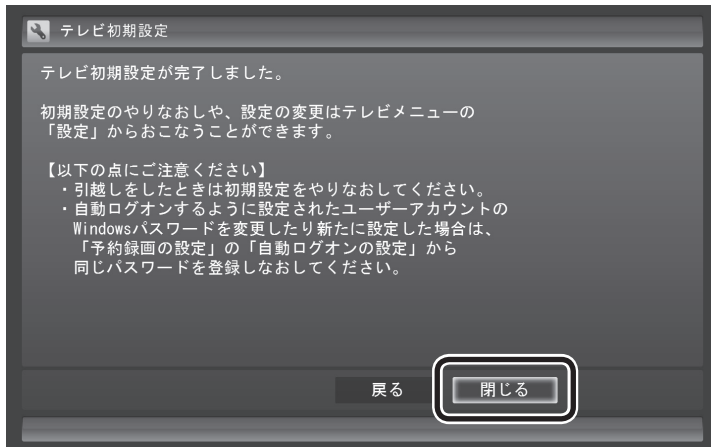 テレビ初期設定
テレビ初期設定が完了しました。
初期設定のやりなおしや、設定の変更はテレビメニューの
「設定」からおこなうことができます。
【以下の点にご注意ください】
・引越しをしたときは初期設定をやりなおしてください。
・自動ログオンするように設定されたユーザーアカウントの
Windowsパスワードを変更したり新たに設定した場合は、
「予約録画の設定」の「自動ログオンの設定」から
同じパスワードを登録しなおしてください。
戻る 閉じる